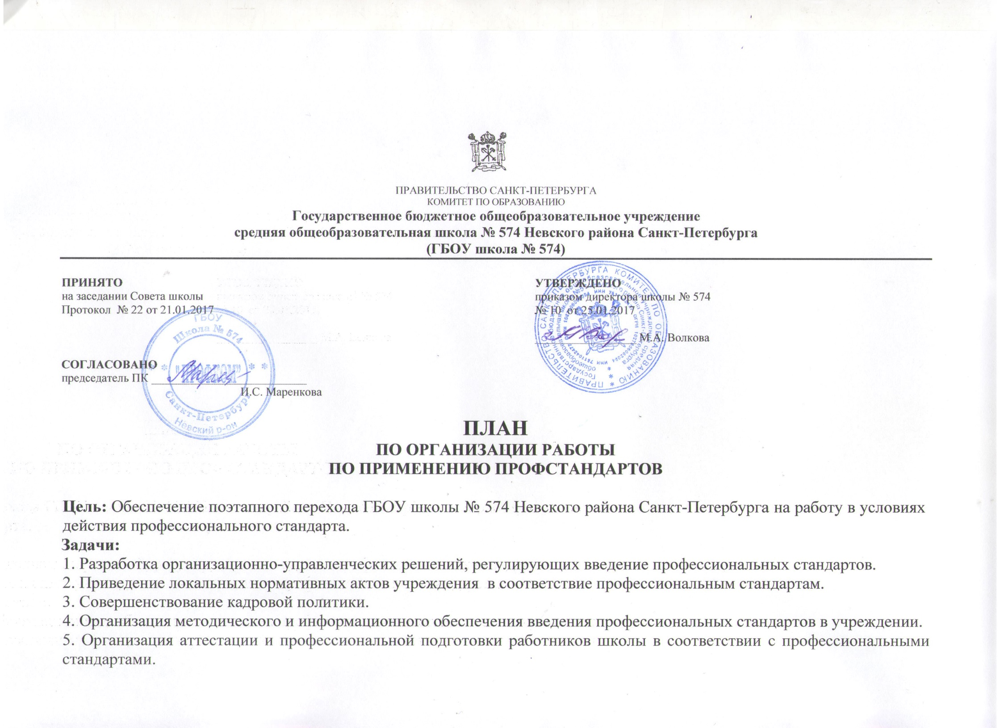 ПРАВИТЕЛЬСТВО САНКТ-ПЕТЕРБУРГА
КОМИТЕТ ПО ОБРАЗОВАНИЮ
Государственное бюджетное общеобразовательное учреждение
средняя общеобразовательная школа № 574 Невского района Санкт-Петербурга
(ГБОУ школа № 574)
ПРИНЯТО
на заседании Совета школы
Протокол № 22 от 21.01.2017
УТВЕРЖДЕНО
приказом директора школы № 574
№ 10 от 25.01.2017
М.А. Волкова
СОГЛАСОВАНО
председатель ПК
И.С. Маренкова
ГБОУ
Школа № 574
"ПРОФКОМ"
Санкт-Петербург
Невский р-он
ПРАВИТЕЛЬСТВО САНКТ-ПЕТЕРБУРГА КОМИТЕТ ПО ОБРАЗОВАНИЮ
ПЛАН
ПО ОРГАНИЗАЦИИ РАБОТЫ
ПО ПРИМЕНЕНИЮ ПРОФСТАНДАРТОВ
Цель: Обеспечение поэтапного перехода ГБОУ школы № 574 Невского района Санкт-Петербурга на работу в условиях
действия профессионального стандарта.
Задачи:
1. Разработка организационно-управленческих решений, регулирующих введение профессиональных стандартов.
2. Приведение локальных нормативных актов учреждения в соответствие профессиональным стандартам.
3. Совершенствование кадровой политики.
4. Организация методического и информационного обеспечения введения профессиональных стандартов в учреждении.
5. Организация аттестации и профессиональной подготовки работников школы в соответствии с профессиональными
стандартами.